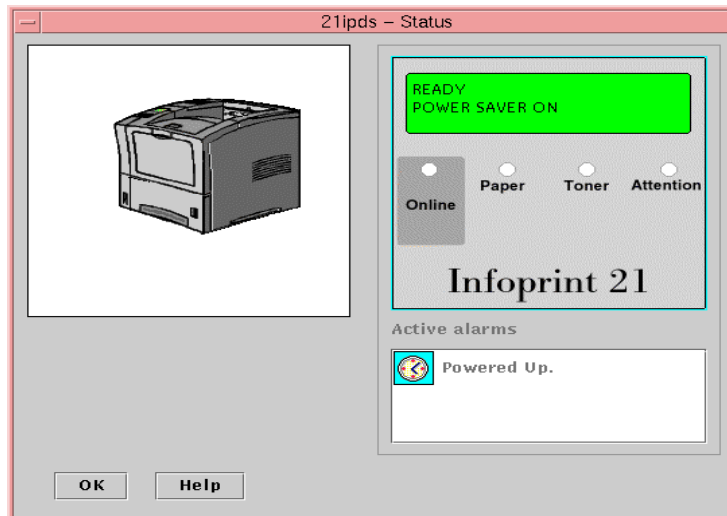 21ipds – Status
READY
POWER SAVER ON
Online
Paper
Toner
Attention
Infoprint 21
Active alarms
Powered Up.
OK
Help